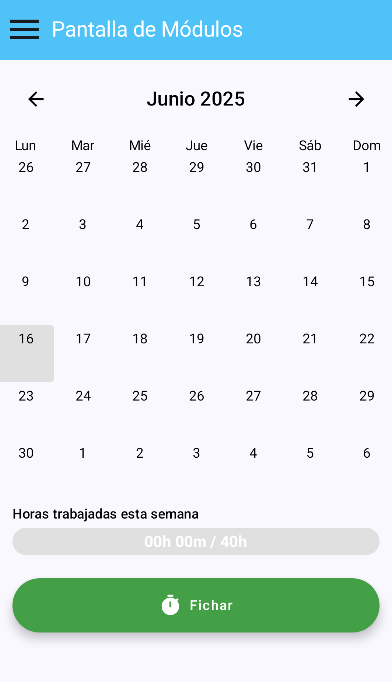 Pantalla de Módulos
Junio 2025
Lun Mar Mié Jue Vie Sáb Dom
26 27 28 29 30 31 1
2 3 4 5 6 7 8
9 10 11 12 13 14 15
16 17 18 19 20 21 22
23 24 25 26 27 28 29
30 1 2 3 4 5 6
Horas trabajadas esta semana
00h 00m / 40h
Fichar